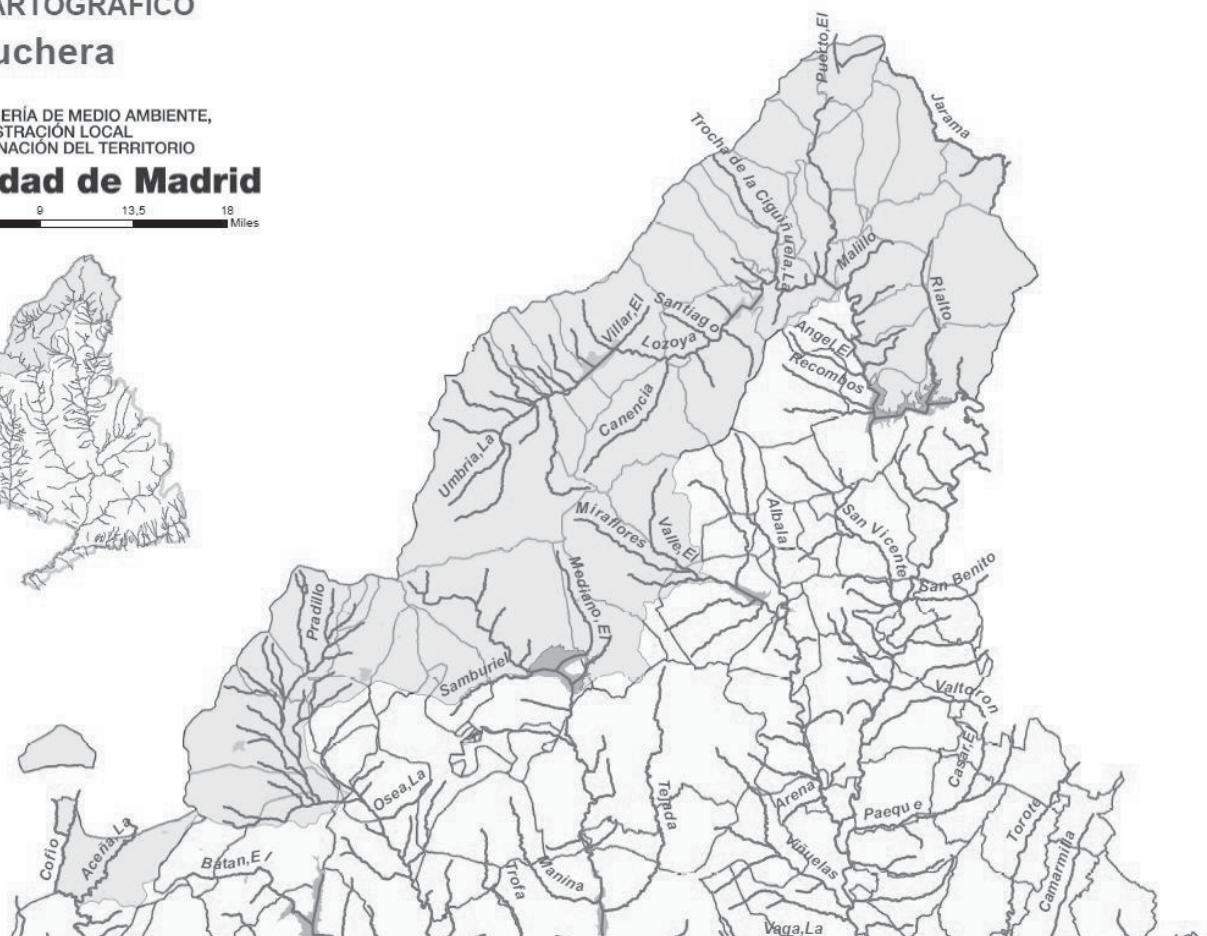 ARTOGRÁFICO
uchera
ERÍA DE MEDIO AMBIENTE,
STRACIÓN LOCAL
NACIÓN DEL TERRITORIO
dad de Madrid
9 13,5 18
Miles
Puerto,El
Jarama
Trocha de la Ciguiñuela,La
Malillo
Rialto
Villar,El
Santiago
Lozoya
Angel,El
Recombos
Canencia
Umbria,La
Miraflores
Valle,El
Albala
San Vicente
San Benito
Mediano,El
Pradillo
Samburiel
Valtoron
Casar,El
Osea,La
Tejada
Arena
Paeque
Torote
Camarmilla
Viñuelas
Cofio
Aceña,La
Batan,El
Trofa
Manina
Vega,La